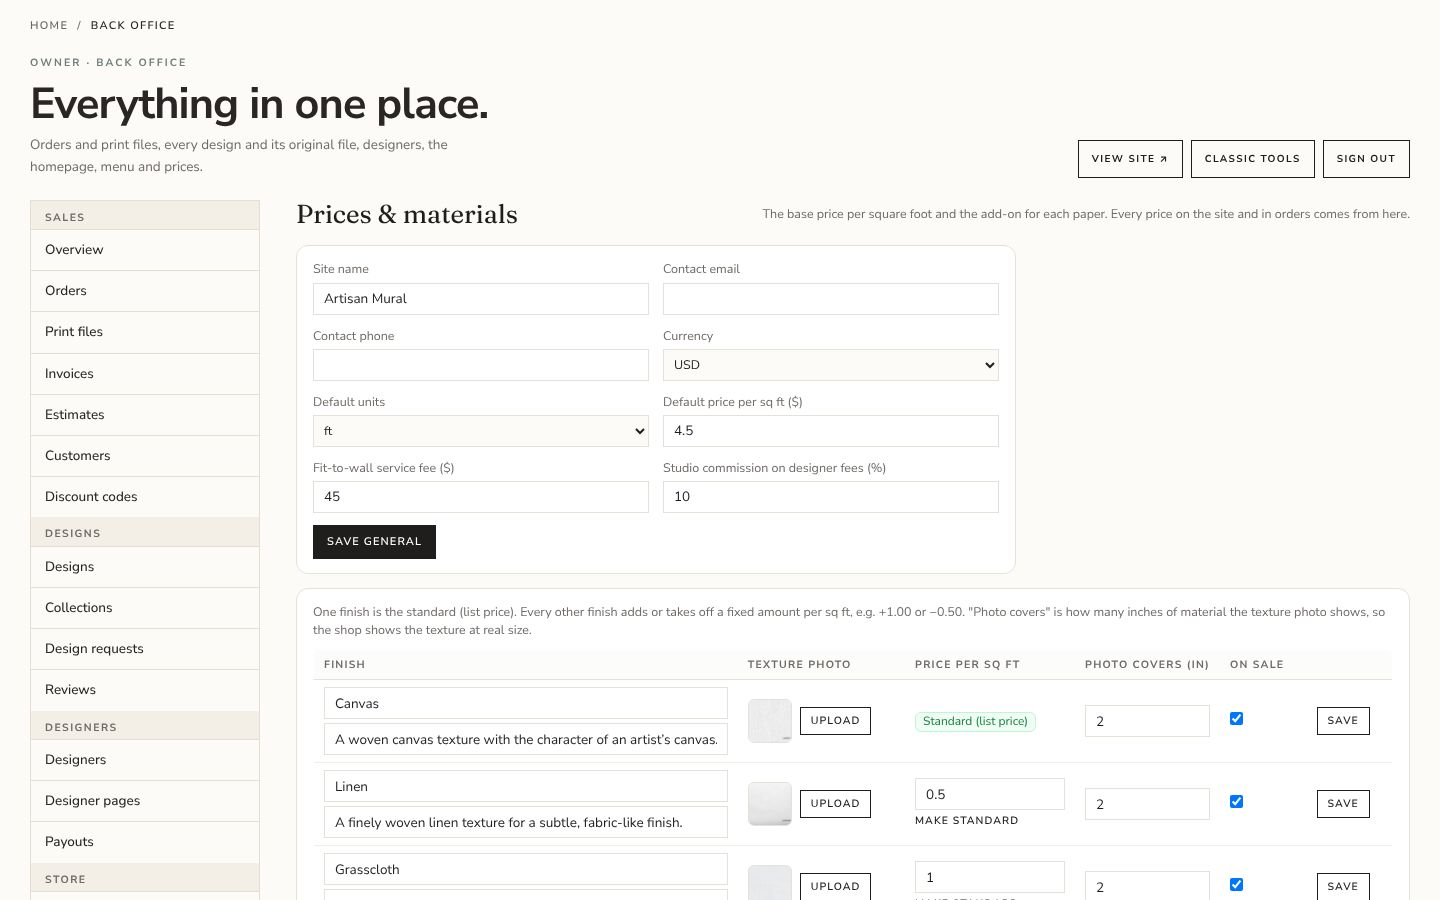 HOME / BACK OFFICE
OWNER · BACK OFFICE
Everything in one place.
Orders and print files, every design and its original file, designers, the
homepage, menu and prices.
VIEW SITE ↗
CLASSIC TOOLS
SIGN OUT
SALES
Overview
Orders
Print files
Invoices
Estimates
Customers
Discount codes
DESIGNS
Designs
Collections
Design requests
Reviews
DESIGNERS
Designers
Designer pages
Payouts
STORE
Prices & materials
The base price per square foot and the add-on for each paper. Every price on the site and in orders comes from here.
Site name
Artisan Mural
Contact email
Contact phone
Currency
USD
Default units
ft
Default price per sq ft ($)
4.5
Fit-to-wall service fee ($)
45
Studio commission on designer fees (%)
10
SAVE GENERAL
One finish is the standard (list price). Every other finish adds or takes off a fixed amount per sq ft, e.g. +1.00 or −0.50. "Photo covers" is how many inches of material the texture photo shows, so
the shop shows the texture at real size.
FINISH
TEXTURE PHOTO
PRICE PER SQ FT
PHOTO COVERS (IN)
ON SALE
Canvas
A woven canvas texture with the character of an artist’s canvas.
UPLOAD
Standard (list price)
2
SAVE
Linen
A finely woven linen texture for a subtle, fabric-like finish.
UPLOAD
0.5
MAKE STANDARD
2
SAVE
Grasscloth
UPLOAD
1
2
SAVE